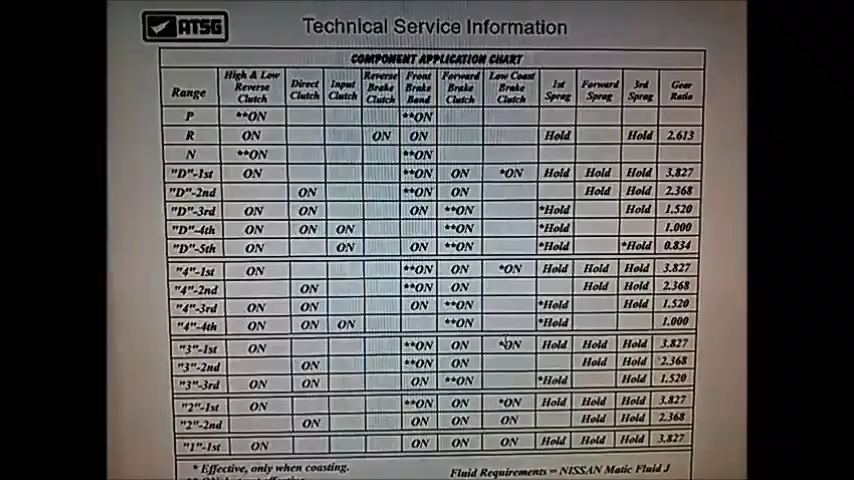 ATSG
Technical Service Information
COMPONENT APPLICATION CHART
Range High & Low Reverse Clutch Direct Clutch Input Clutch Reverse Brake Clutch Front Brake Band Forward Brake Clutch Low Coast Brake Clutch 1st Sprag Forward Sprag 3rd Sprag Gear Ratio
P **ON **ON
R ON ON ON Hold Hold 2.613
N **ON **ON
"D"-1st ON **ON ON *ON Hold Hold Hold 3.827
"D"-2nd ON **ON ON Hold Hold 2.368
"D"-3rd ON ON ON **ON *Hold Hold 1.520
"D"-4th ON ON ON **ON *Hold 1.000
"D"-5th ON ON ON **ON *Hold *Hold 0.834
"4"-1st ON **ON ON *ON Hold Hold Hold 3.827
"4"-2nd ON **ON ON Hold Hold 2.368
"4"-3rd ON ON ON **ON *Hold Hold 1.520
"4"-4th ON ON ON **ON *Hold 1.000
"3"-1st ON **ON ON *ON Hold Hold Hold 3.827
"3"-2nd ON **ON ON Hold Hold 2.368
"3"-3rd ON ON ON **ON *Hold Hold 1.520
"2"-1st ON **ON ON *ON Hold Hold Hold 3.827
"2"-2nd ON ON ON ON Hold Hold 2.368
"1"-1st ON ON ON ON Hold Hold Hold 3.827
* Effective, only when coasting.
Fluid Requirements = NISSAN Matic Fluid J